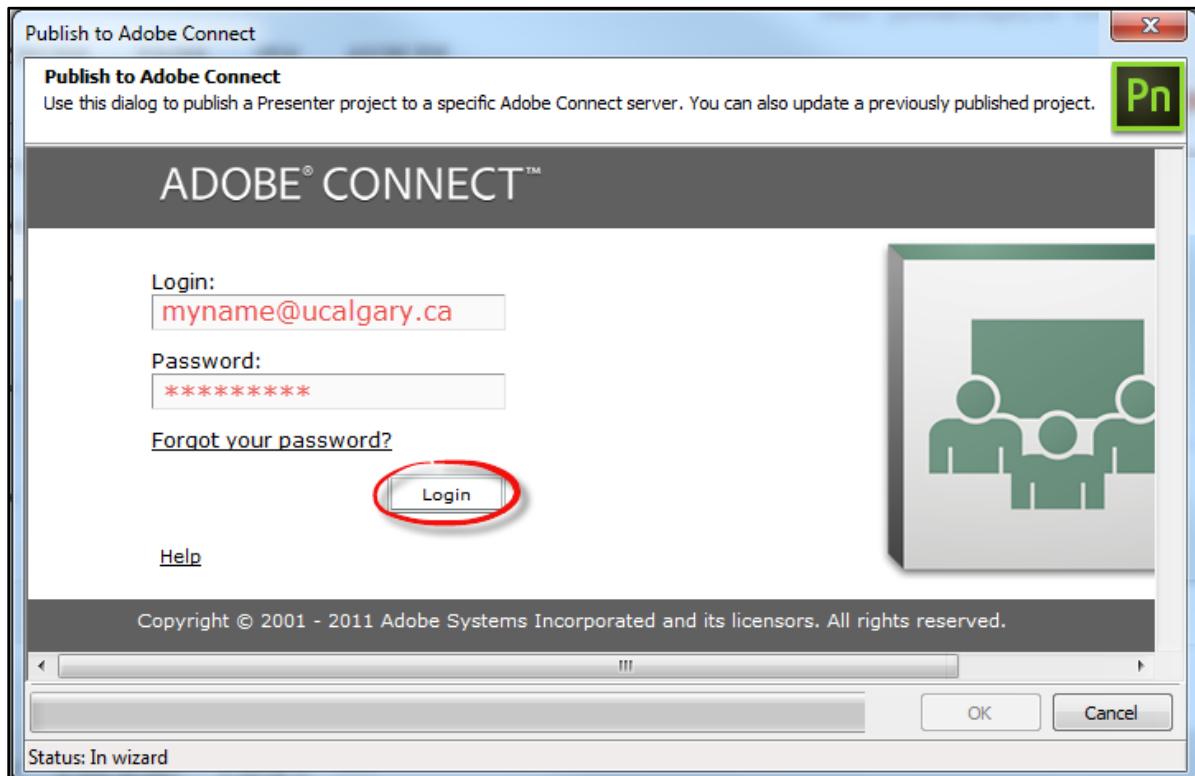 Publish to Adobe Connect
Publish to Adobe Connect
Use this dialog to publish a Presenter project to a specific Adobe Connect server. You can also update a previously published project.
Pn
ADOBE® CONNECT™
Login:
myname@ucalgary.ca
Password:
*********
Forgot your password?
Login
Help
Copyright © 2001 - 2011 Adobe Systems Incorporated and its licensors. All rights reserved.
OK
Cancel
Status: In wizard